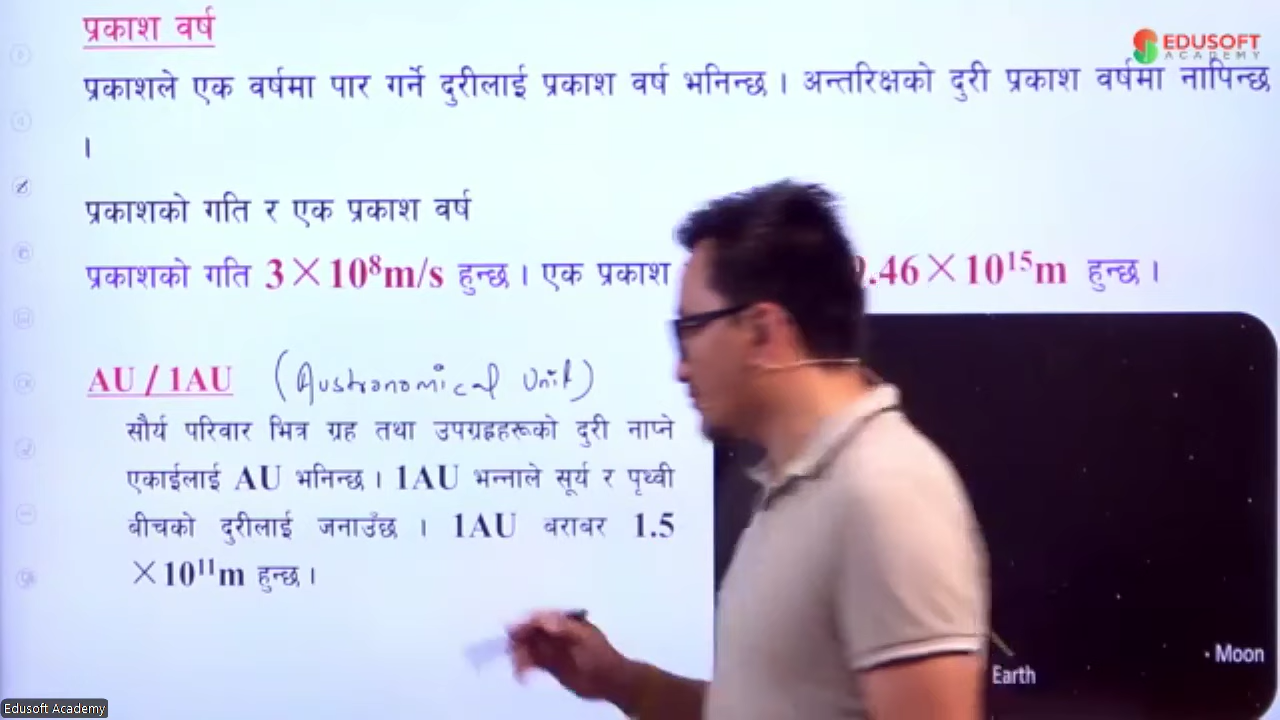 प्रकाश वर्ष
EDUSOFT
ACADEMY
प्रकाशले एक वर्षमा पार गर्ने दुरीलाई प्रकाश वर्ष भनिन्छ । अन्तरिक्षको दुरी प्रकाश वर्षमा नापिन्छ
।
प्रकाशको गति र एक प्रकाश वर्ष
प्रकाशको गति 3×10⁸m/s हुन्छ । एक प्रकाश .46×10¹⁵m हुन्छ ।
AU / 1AU (Austronomical Unit)
सौर्य परिवार भित्र ग्रह तथा उपग्रहहरूको दुरी नाप्ने
एकाईलाई AU भनिन्छ । 1AU भन्नाले सूर्य र पृथ्वी
बीचको दुरीलाई जनाउँछ । 1AU बराबर 1.5
×10¹¹m हुन्छ ।
Moon
Earth
Edusoft Academy